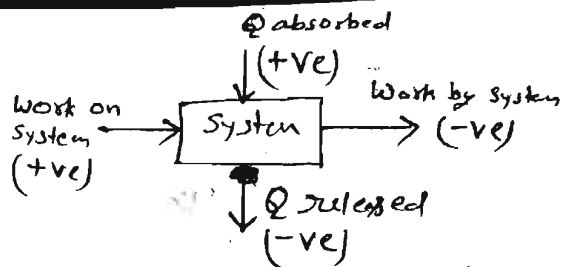 Q absorbed
(+ve)
Work on
System
(+ve)
System
Work by System
(-ve)
Q released
(-ve)